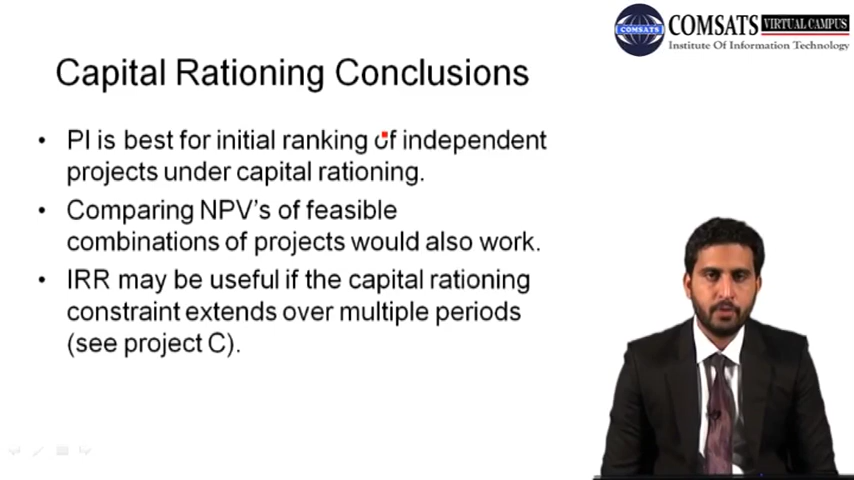 COMSATS VIRTUAL CAMPUS
Institute Of Information Technology
Capital Rationing Conclusions
• PI is best for initial ranking of independent
projects under capital rationing.
• Comparing NPV's of feasible
combinations of projects would also work.
• IRR may be useful if the capital rationing
constraint extends over multiple periods
(see project C).